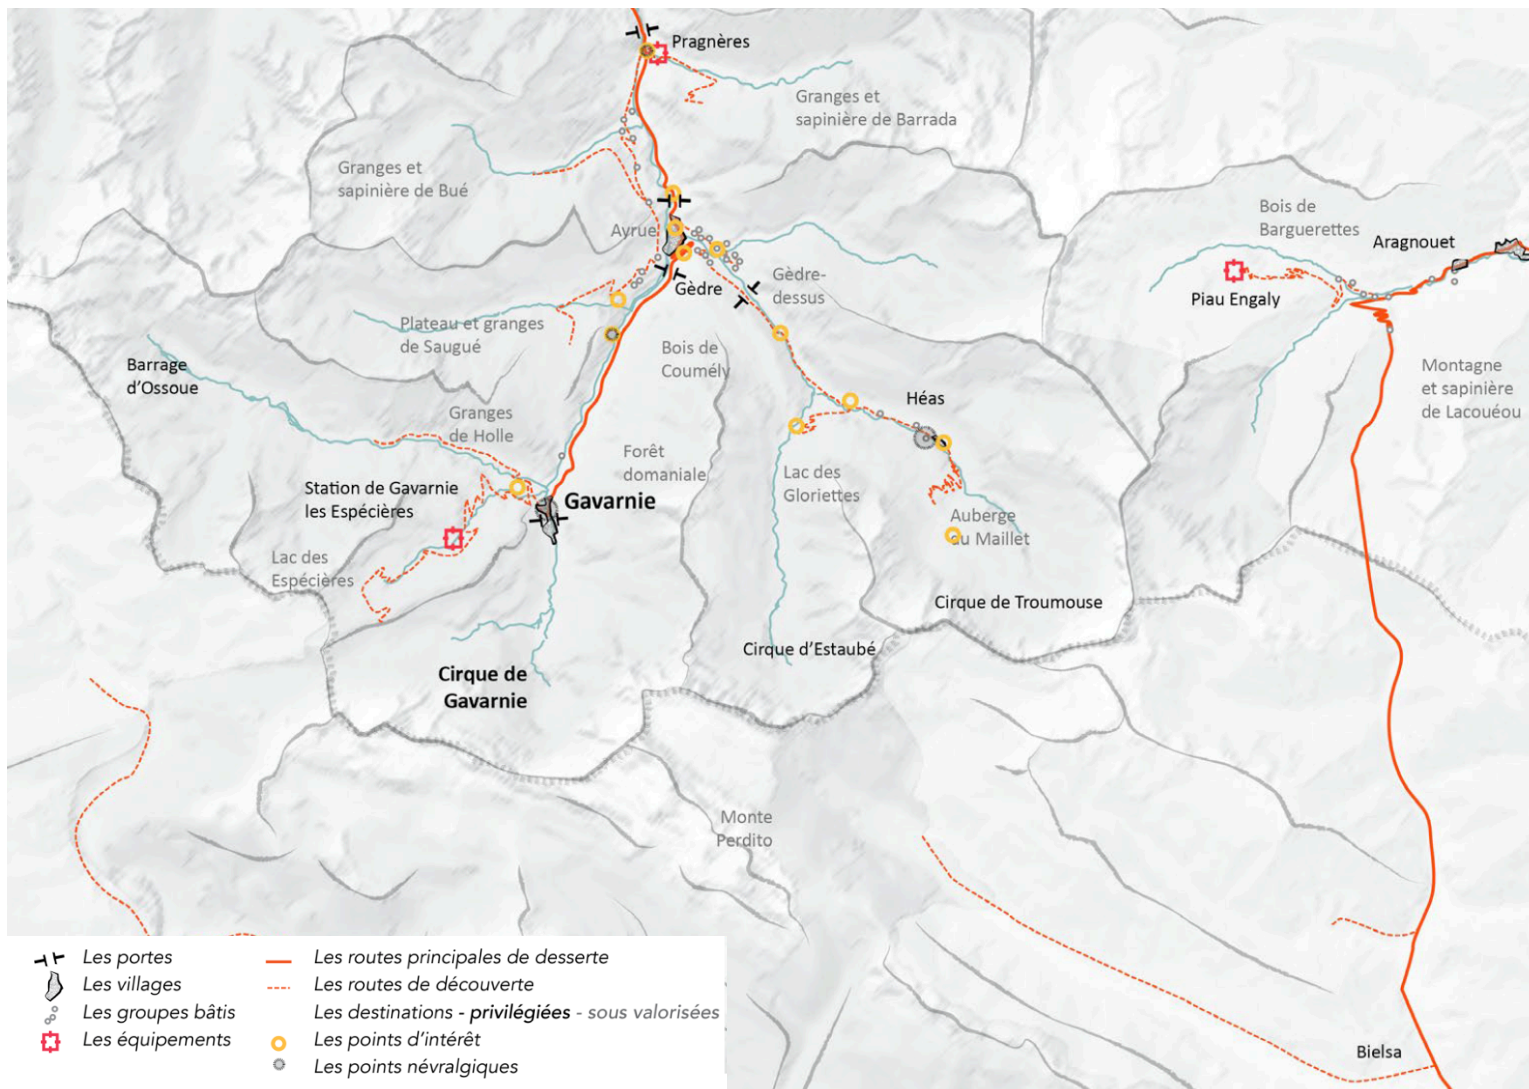 Pragnères
Granges et
sapinière de Barrada
Granges et
sapinière de Bué
Ayrue
Gèdre
Gèdre-
dessus
Bois de
Barguerettes
Aragnouet
Piau Engaly
Plateau et granges
de Saugué
Bois de
Coumély
Barrage
d'Ossoue
Montagne
et sapinière
de Lacouéou
Héas
Granges
de Holle
Forêt
domaniale
Lac des
Gloriettes
Station de Gavarnie
les Espécières
Gavarnie
Auberge
du Maillet
Lac des
Espécières
Cirque de Troumouse
Cirque d'Estaubé
Cirque de
Gavarnie
Monte
Perdito
Bielsa
Les portes
Les villages
Les groupes bâtis
Les équipements
Les routes principales de desserte
Les routes de découverte
Les destinations - privilégiées - sous valorisées
Les points d'intérêt
Les points névralgiques